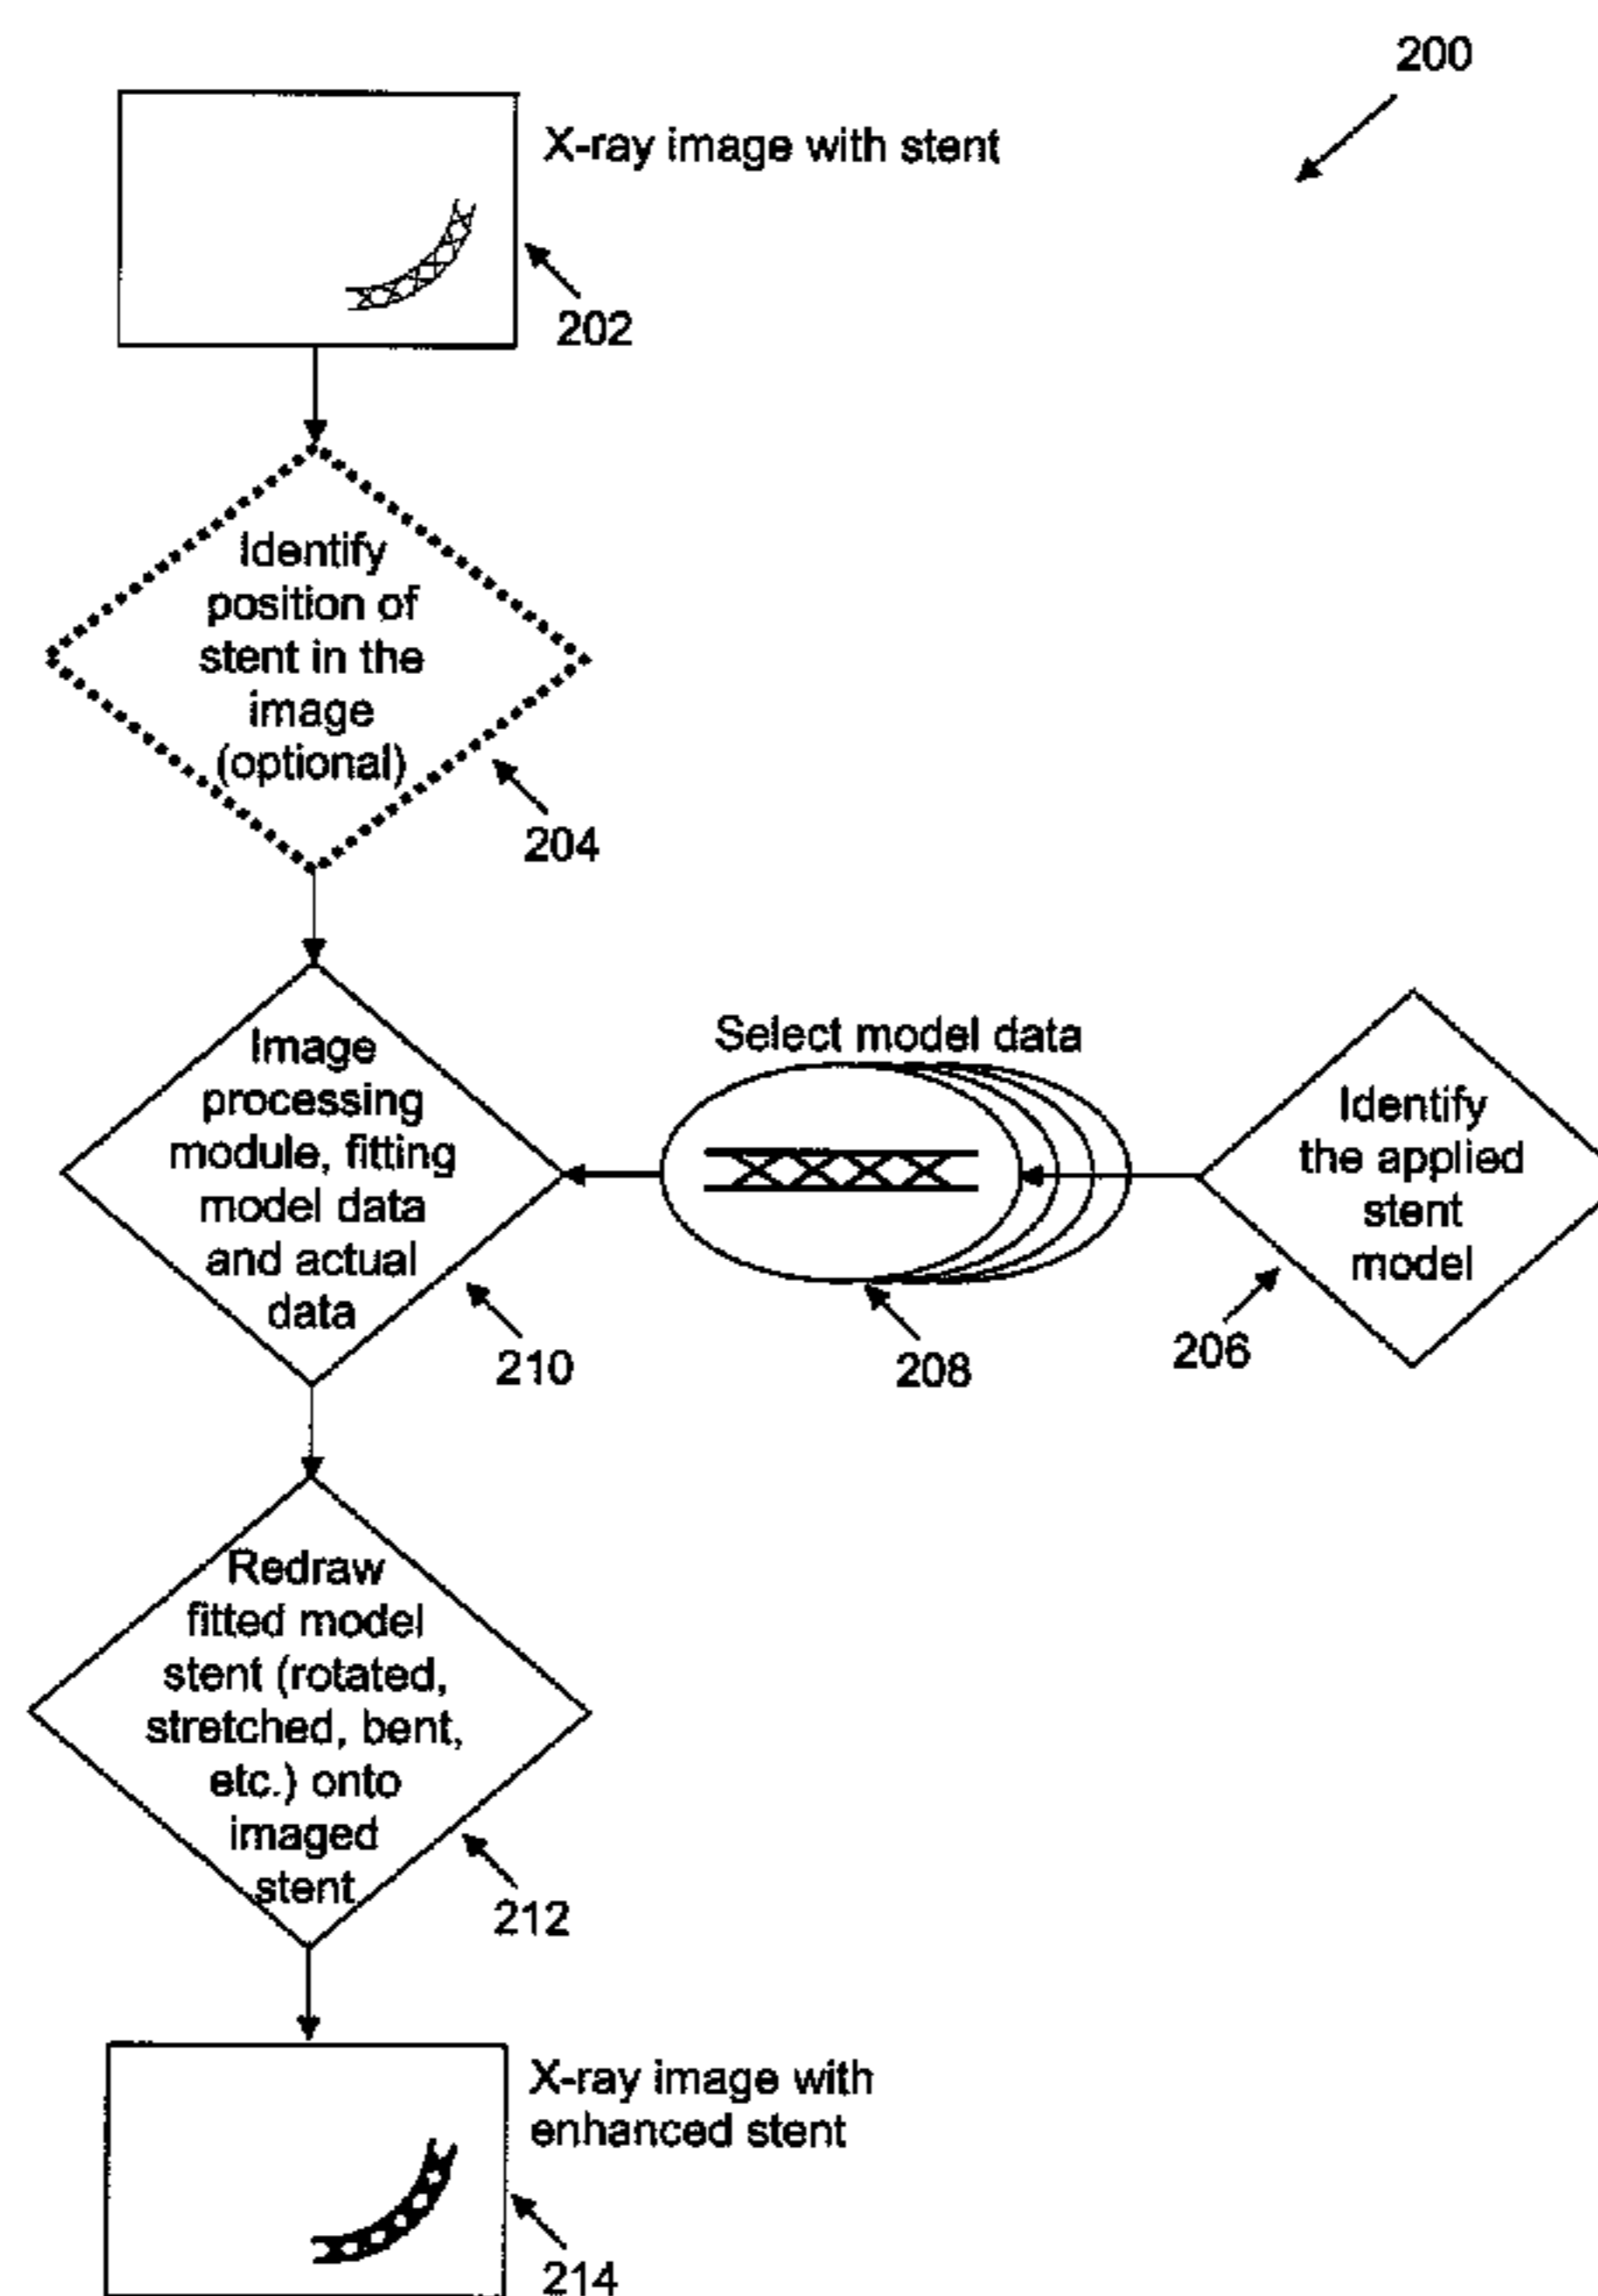 200
X-ray image with stent
202
Identify
position of
stent in the
image
(optional)
204
Image
processing
module, fitting
model data
and actual
data
210
Select model data
208
Identify
the applied
stent
model
206
Redraw
fitted model
stent (rotated,
stretched, bent,
etc.) onto
imaged
stent
212
X-ray image with
enhanced stent
214